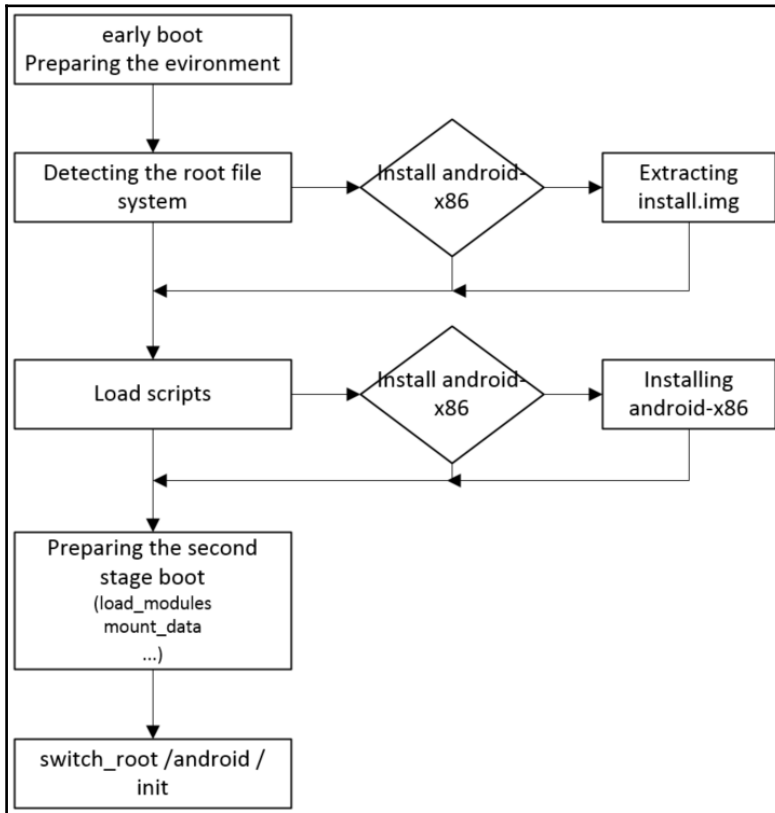 early boot
Preparing the evironment
Detecting the root file
system
Install android-
x86
Extracting
install.img
Load scripts
Install android-
x86
Installing
android-x86
Preparing the second
stage boot
(load_modules
mount_data
...)
switch_root /android /
init